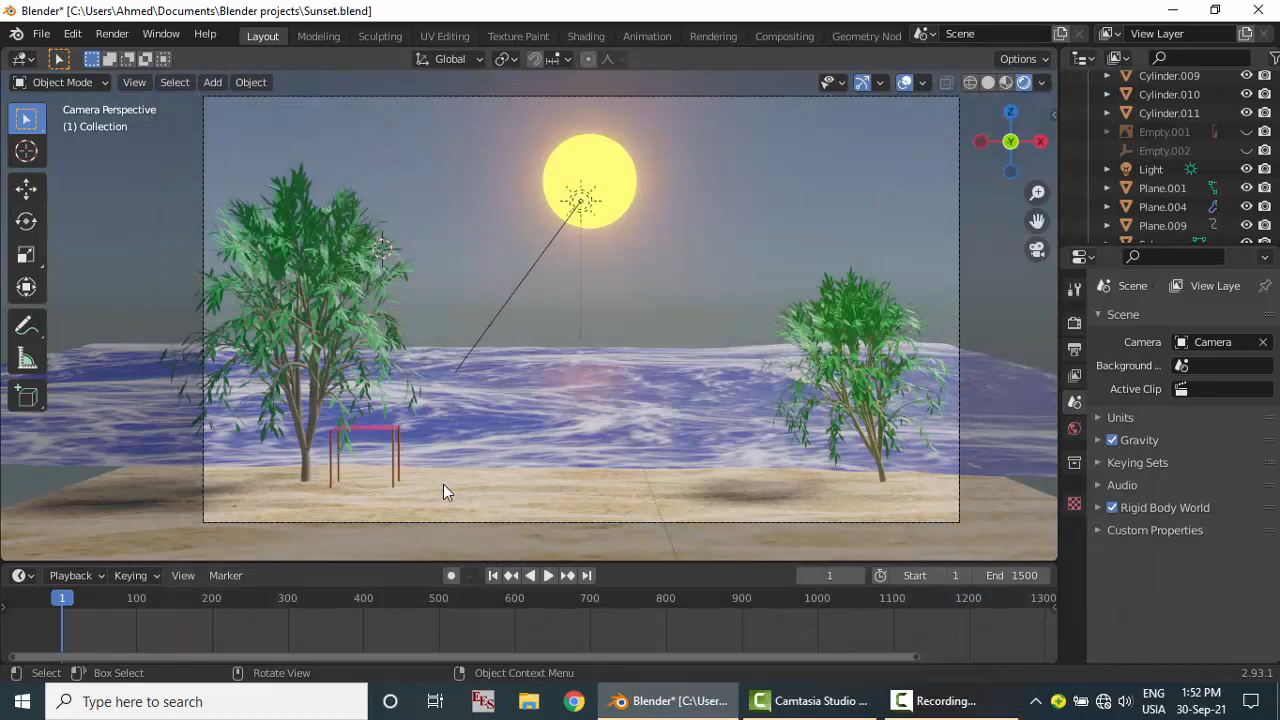 Blender* [C:\Users\Ahmed\Documents\Blender projects\Sunset.blend]
File Edit Render Window Help Layout Modeling Sculpting UV Editing Texture Paint Shading Animation Rendering Compositing Geometry Nod Scene View Layer
Global Options
Object Mode View Select Add Object
Camera Perspective
(1) Collection
Z
Y
X
Cylinder.009
Cylinder.010
Cylinder.011
Empty.001
Empty.002
Light
Plane.001
Plane.004
Plane.009
Scene View Laye
Scene
Camera Camera
Background ...
Active Clip
Units
Gravity
Keying Sets
Audio
Rigid Body World
Custom Properties
Playback Keying View Marker 1 Start 1 End 1500
1 100 200 300 400 500 600 700 800 900 1000 1100 1200 1300
Select Box Select Rotate View Object Context Menu 2.93.1
Type here to search
EES
Blender* [C:\User...
Camtasia Studio ...
Recording...
ENG
USIA
1:52 PM
30-Sep-21